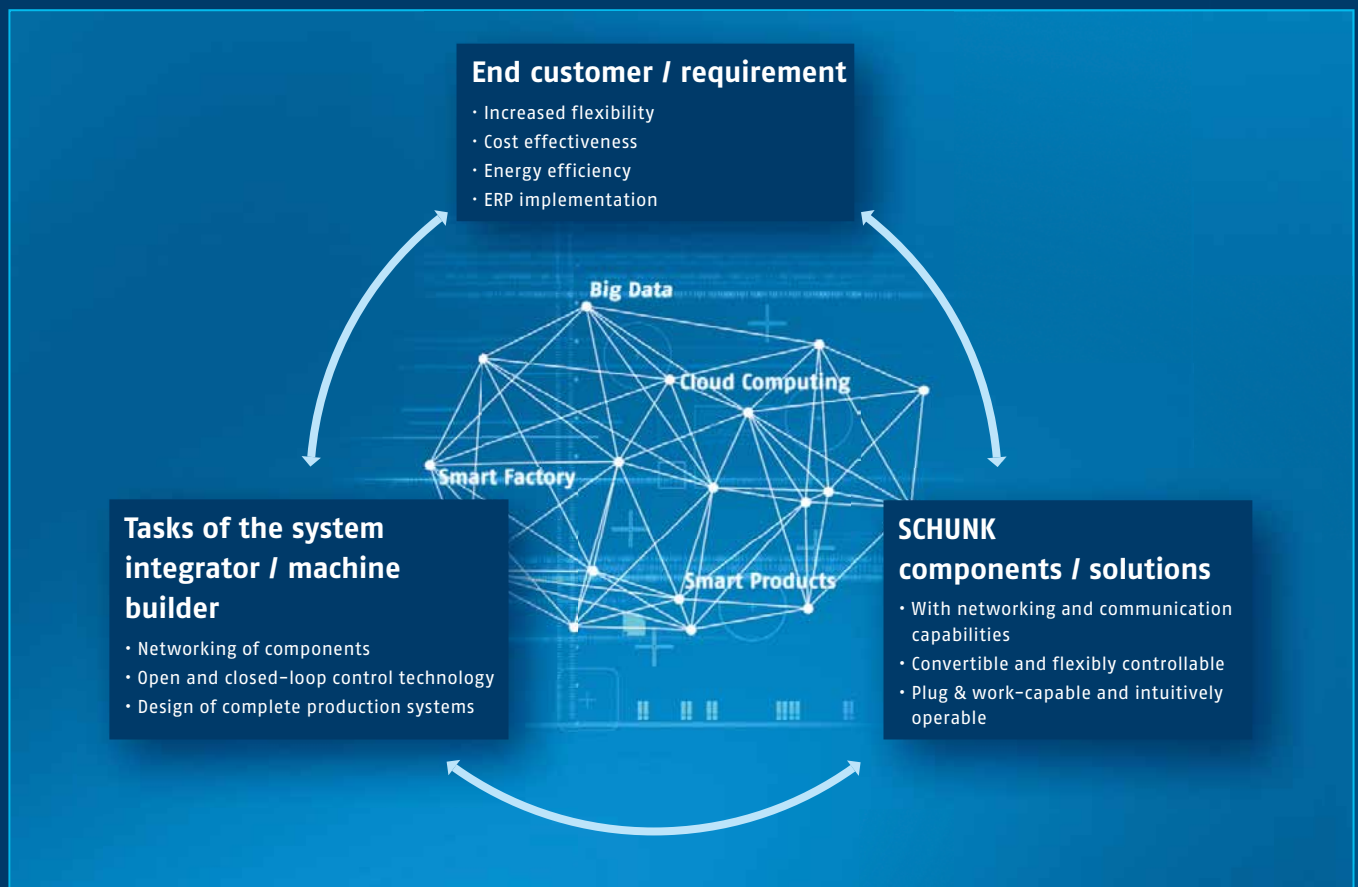 End customer / requirement
· Increased flexibility
· Cost effectiveness
· Energy efficiency
· ERP implementation
Big Data
Cloud Computing
Smart Factory
Smart Products
Tasks of the system
integrator / machine
builder
· Networking of components
· Open and closed-loop control technology
· Design of complete production systems
SCHUNK
components / solutions
· With networking and communication
capabilities
· Convertible and flexibly controllable
· Plug & work-capable and intuitively
operable